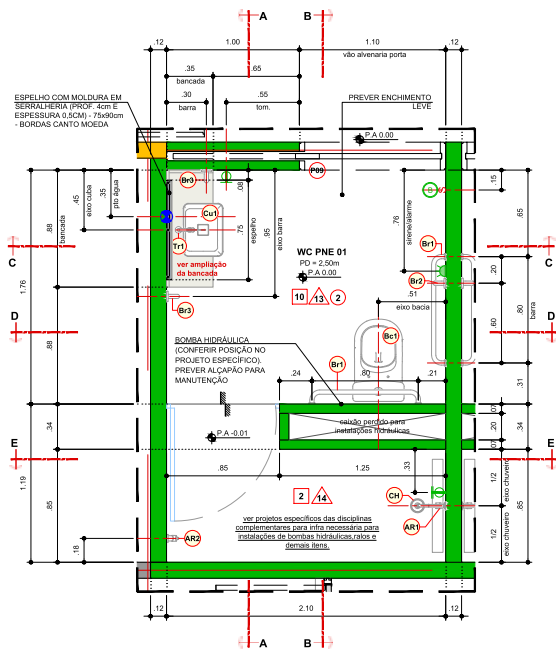 A
B
.12
1.00
1.10
.12
vão alvenaria porta
.35
.65
bancada
.30
.55
barra
tom.
ESPELHO COM MOLDURA EM
SERRALHERIA (PROF. 4cm E
ESPESSURA 0,5CM) - 75x90cm
- BORDAS CANTO MOEDA
PREVER ENCHIMENTO
LEVE
P.A 0.00
P09
Br3
.08
.15
.35
pto água
.45
eixo cuba
.88
bancada
Cu1
Tr1
.75
espelho
.95
eixo barra
.76
sirene/alarme
.65
Br1
ver ampliação
da bancada
WC PNE 01
PD = 2,50m
P.A 0.00
C
C
.20
Br2
1.76
10
13
2
.51
eixo bacia
Br3
D
D
.60
.80
barra
.88
BOMBA HIDRÁULICA
(CONFERIR POSIÇÃO NO
PROJETO ESPECÍFICO).
PREVER ALÇAPÃO PARA
MANUTENÇÃO
Bc1
Br1
.24
.80
.21
.31
.34
P.A -0.01
caixão perdido para
instalações hidráulicas
.07
.20
.07
.34
E
E
.85
1.25
.33
1.19
.85
2
14
CH
1/2
eixo chuveiro
.85
ver projetos específicos das disciplinas
complementares para infra necessária para
instalações de bombas hidráulicas,ralos e
demais itens.
AR1
AR2
.18
1/2
eixo chuveiro
.12
2.10
.12
A
B